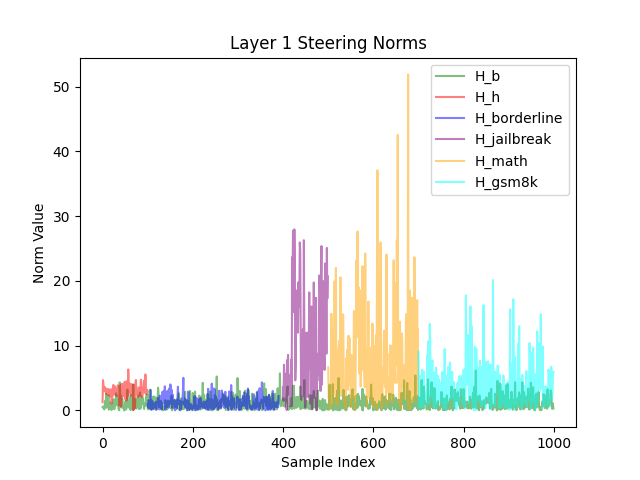 Layer 1 Steering Norms
50
40
30
20
10
0
Norm Value
H_b
H_h
H_borderline
H_jailbreak
H_math
H_gsm8k
0
200
400
600
800
1000
Sample Index